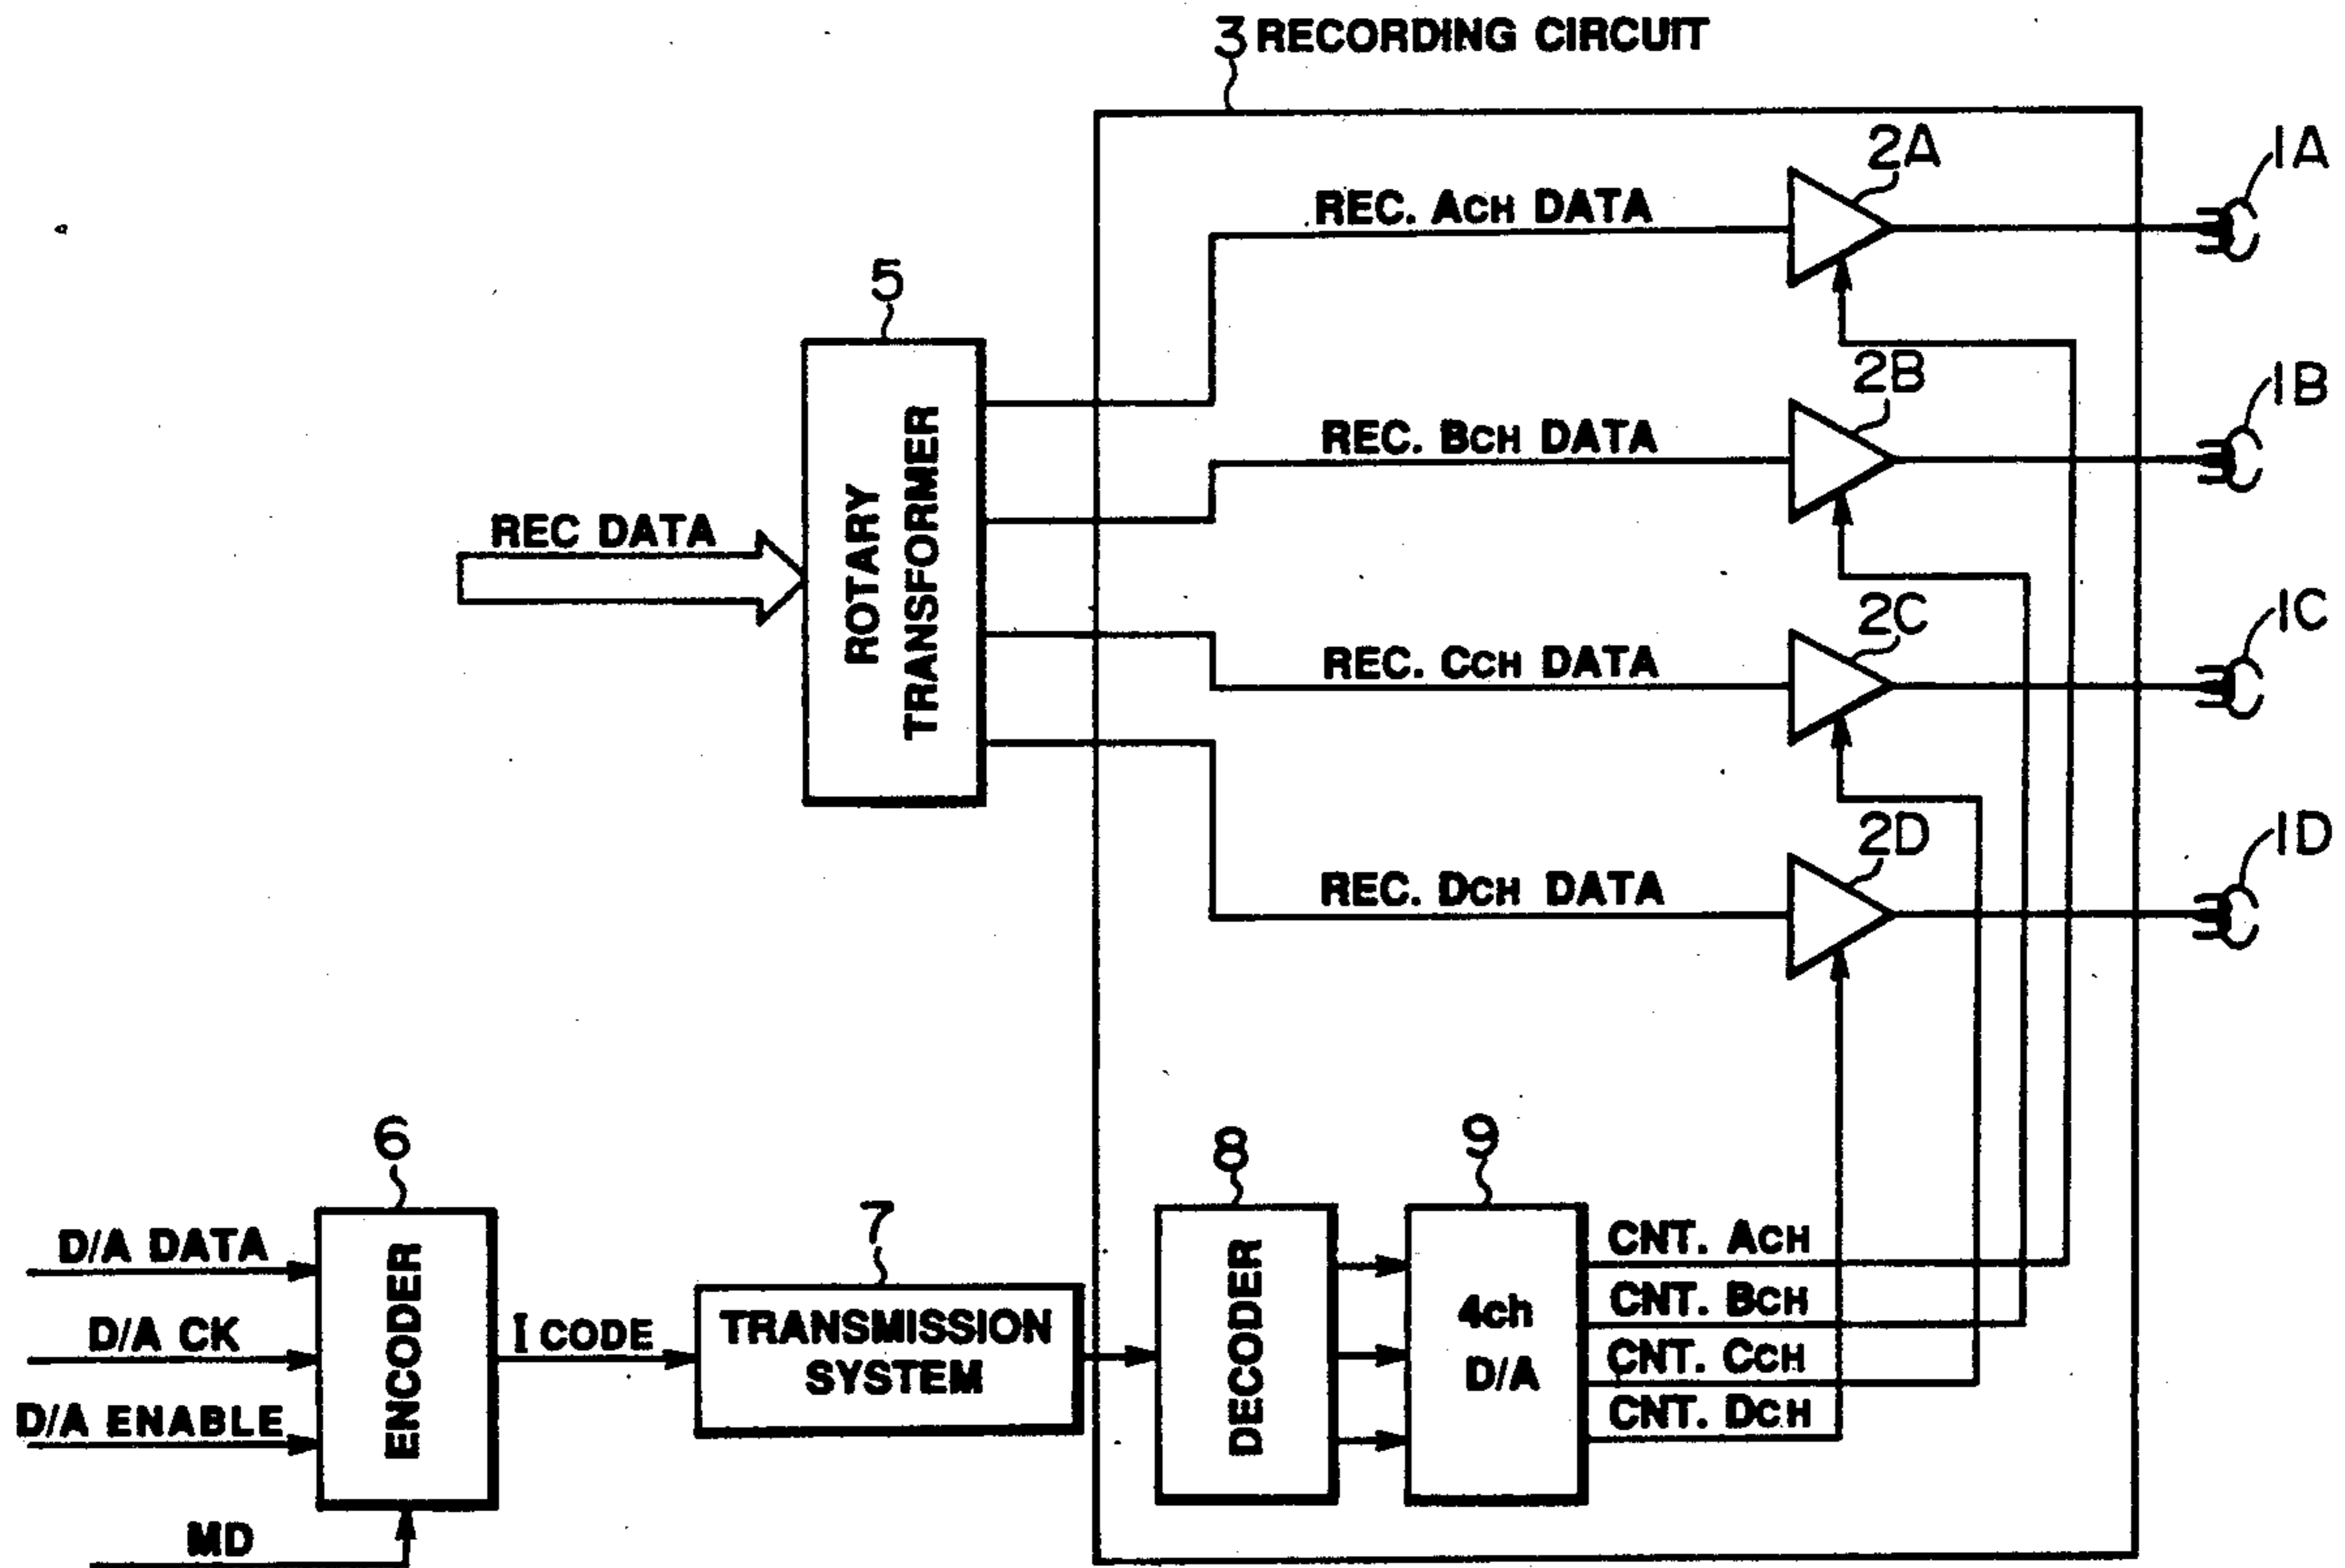 3 RECORDING CIRCUIT
2A
1A
REC. ACH DATA
5
2B
1B
REC. BCH DATA
ROTARY
TRANSFORMER
REC DATA
2C
1C
REC. CCH DATA
2D
1D
REC. DCH DATA
6
7
8
9
D/A DATA
D/A CK
D/A ENABLE
MD
ENCODER
I CODE
TRANSMISSION
SYSTEM
DECODER
4ch
D/A
CNT. ACH
CNT. BCH
CNT. CCH
CNT. DCH